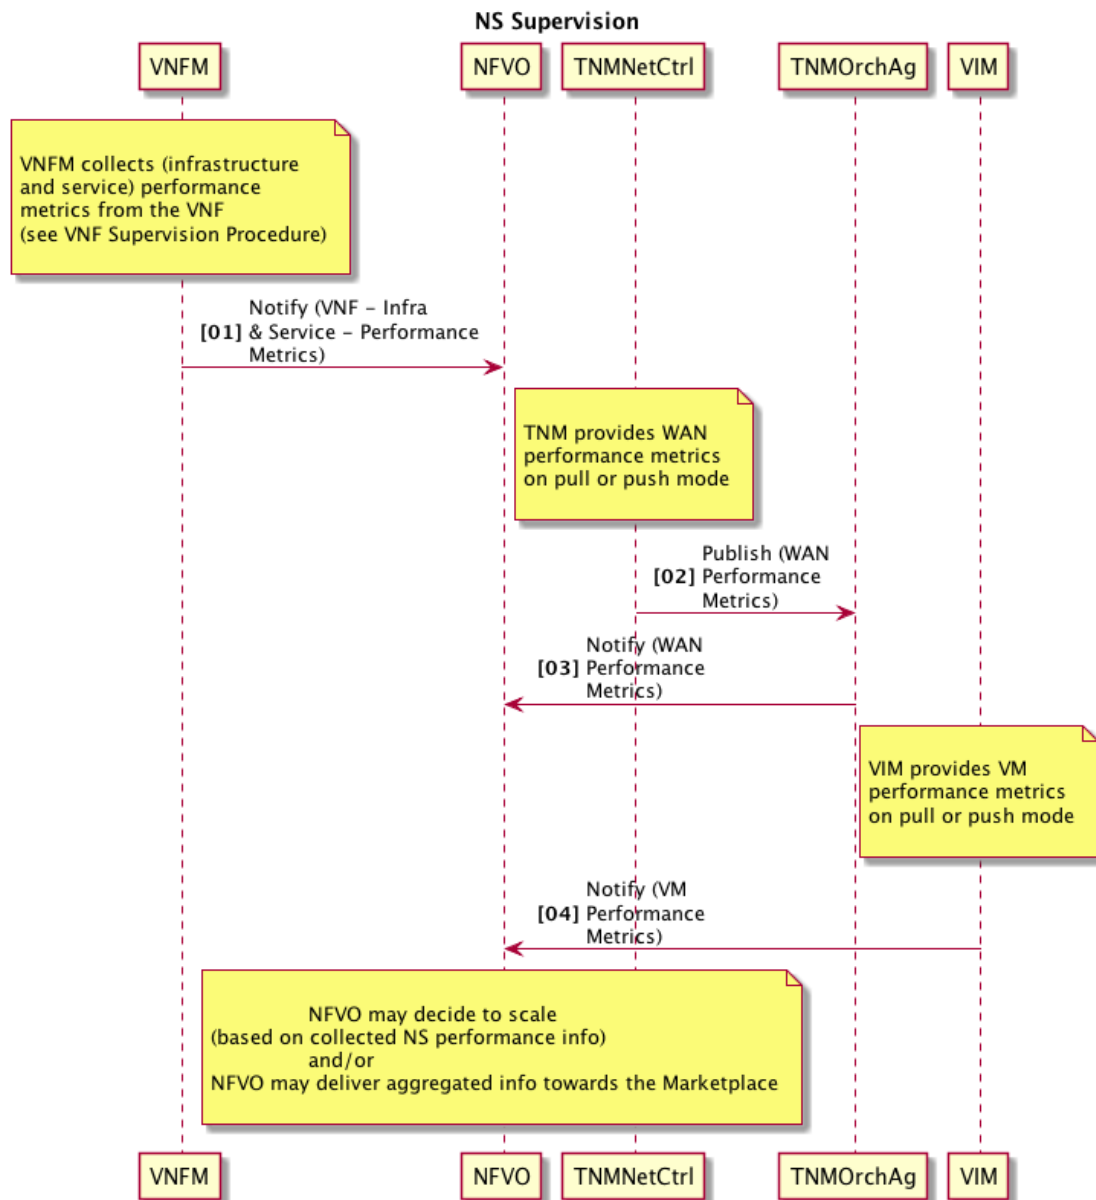 NS Supervision
VNFM
NFVO
TNMNetCtrl
TNMOrchAg
VIM
VNFM collects (infrastructure
and service) performance
metrics from the VNF
(see VNF Supervision Procedure)
Notify (VNF – Infra
[01] & Service – Performance
Metrics)
TNM provides WAN
performance metrics
on pull or push mode
Publish (WAN
[02] Performance
Metrics)
Notify (WAN
[03] Performance
Metrics)
VIM provides VM
performance metrics
on pull or push mode
Notify (VM
[04] Performance
Metrics)
NFVO may decide to scale
(based on collected NS performance info)
and/or
NFVO may deliver aggregated info towards the Marketplace
VNFM
NFVO
TNMNetCtrl
TNMOrchAg
VIM